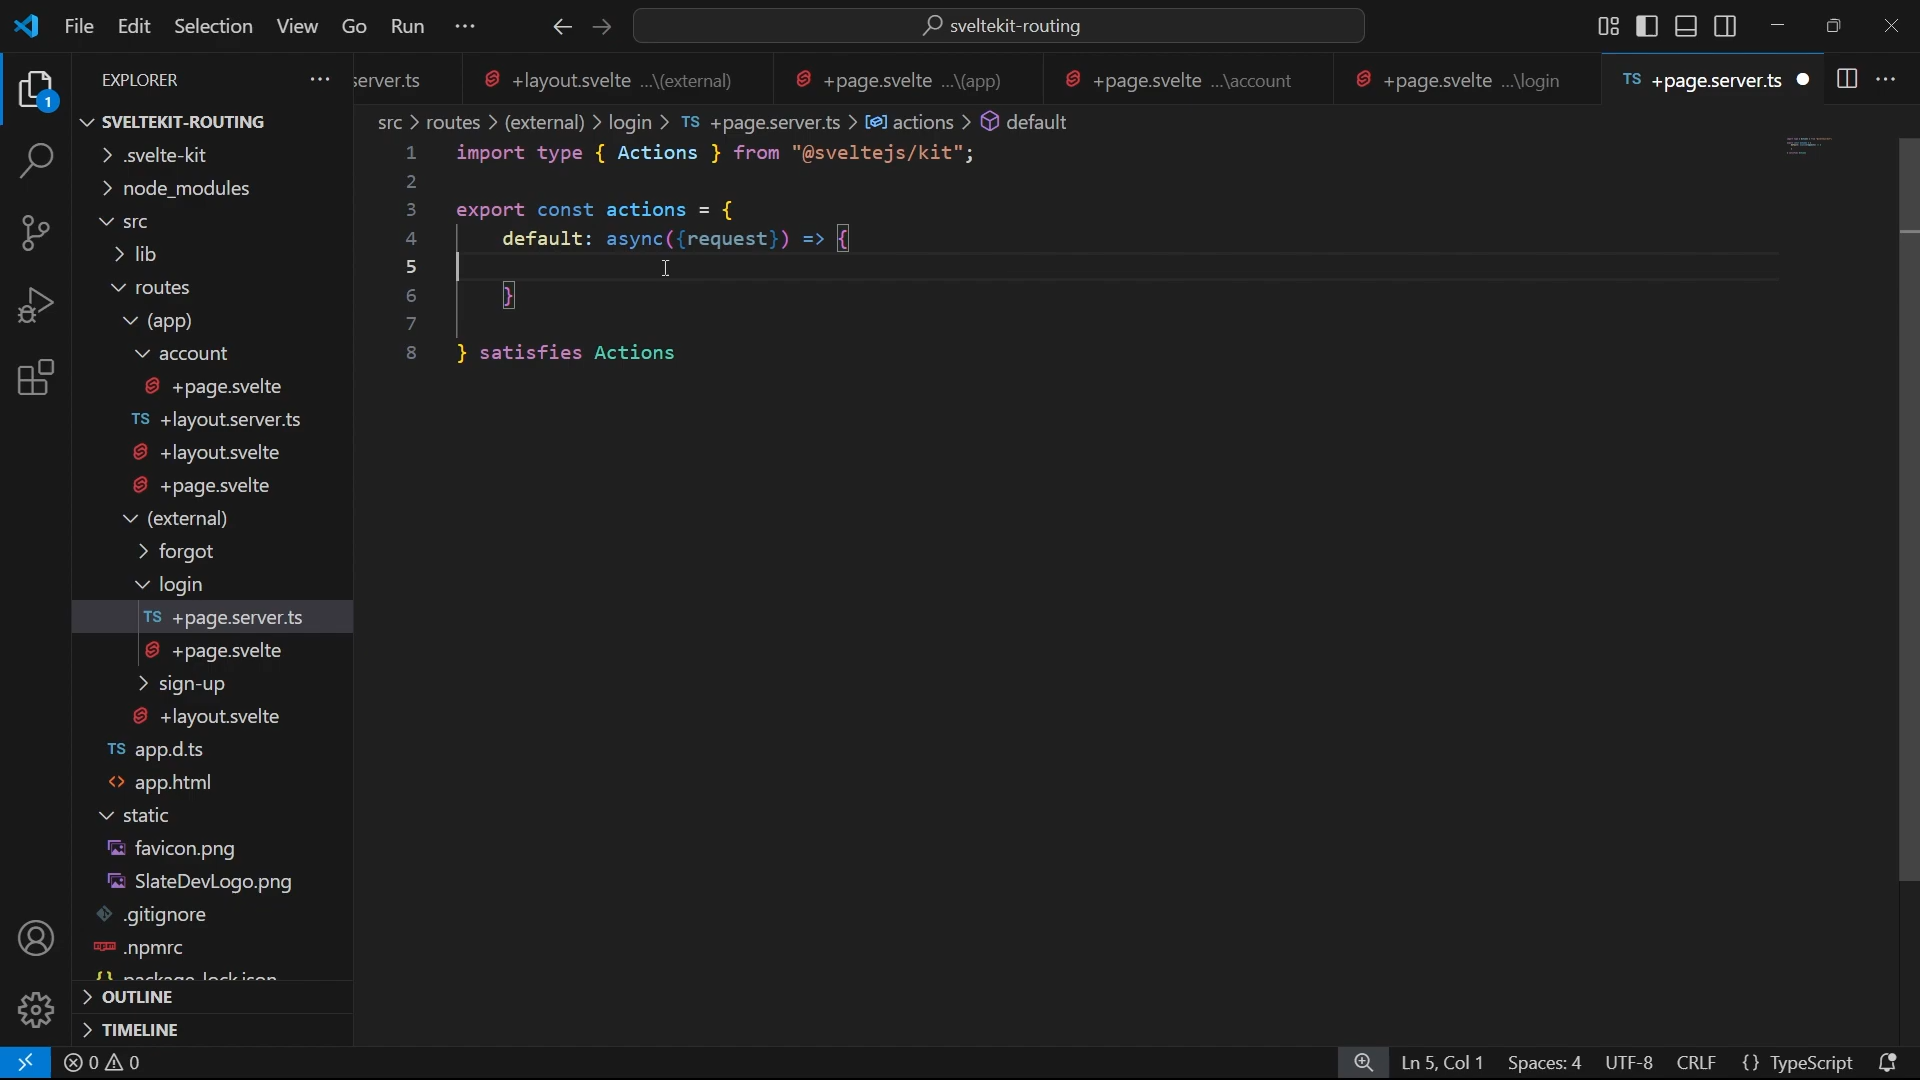 File Edit Selection View Go Run ··· sveltekit-routing
EXPLORER ···
erver.ts +layout.svelte ...\(external) +page.svelte ...\(app) +page.svelte ...\account +page.svelte ...\login TS +page.server.ts ···
src > routes > (external) > login > TS +page.server.ts > actions > default
SVELTEKIT-ROUTING
.svelte-kit
node_modules
src
lib
routes
(app)
account
+page.svelte
TS +layout.server.ts
+layout.svelte
+page.svelte
(external)
forgot
login
TS +page.server.ts
+page.svelte
sign-up
+layout.svelte
TS app.d.ts
<> app.html
static
favicon.png
SlateDevLogo.png
.gitignore
npm .npmrc
{} package-lock.json
OUTLINE
TIMELINE
1 import type { Actions } from "@sveltejs/kit";
2
3 export const actions = {
4 default: async({request}) => {
5
6 }
7
8 } satisfies Actions
1
0 0 Ln 5, Col 1 Spaces: 4 UTF-8 CRLF {} TypeScript